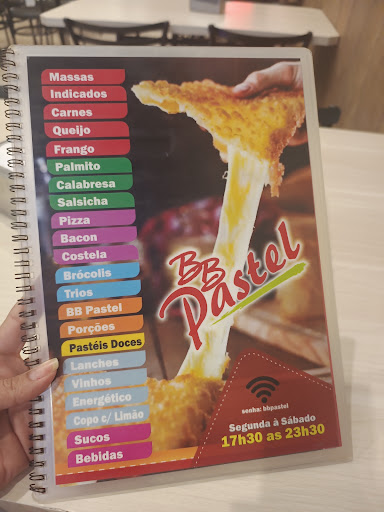 Massas
Indicados
Carnes
Queijo
Frango
Palmito
Calabresa
Salsicha
Pizza
Bacon
Costela
Brócolis
Trios
BB Pastel
Porções
Pastéis Doces
Lanches
Vinhos
Energético
Copo c/ Limão
Sucos
Bebidas
BB
Pastel
senha: bbpastel
Segunda à Sábado
17h30 as 23h30